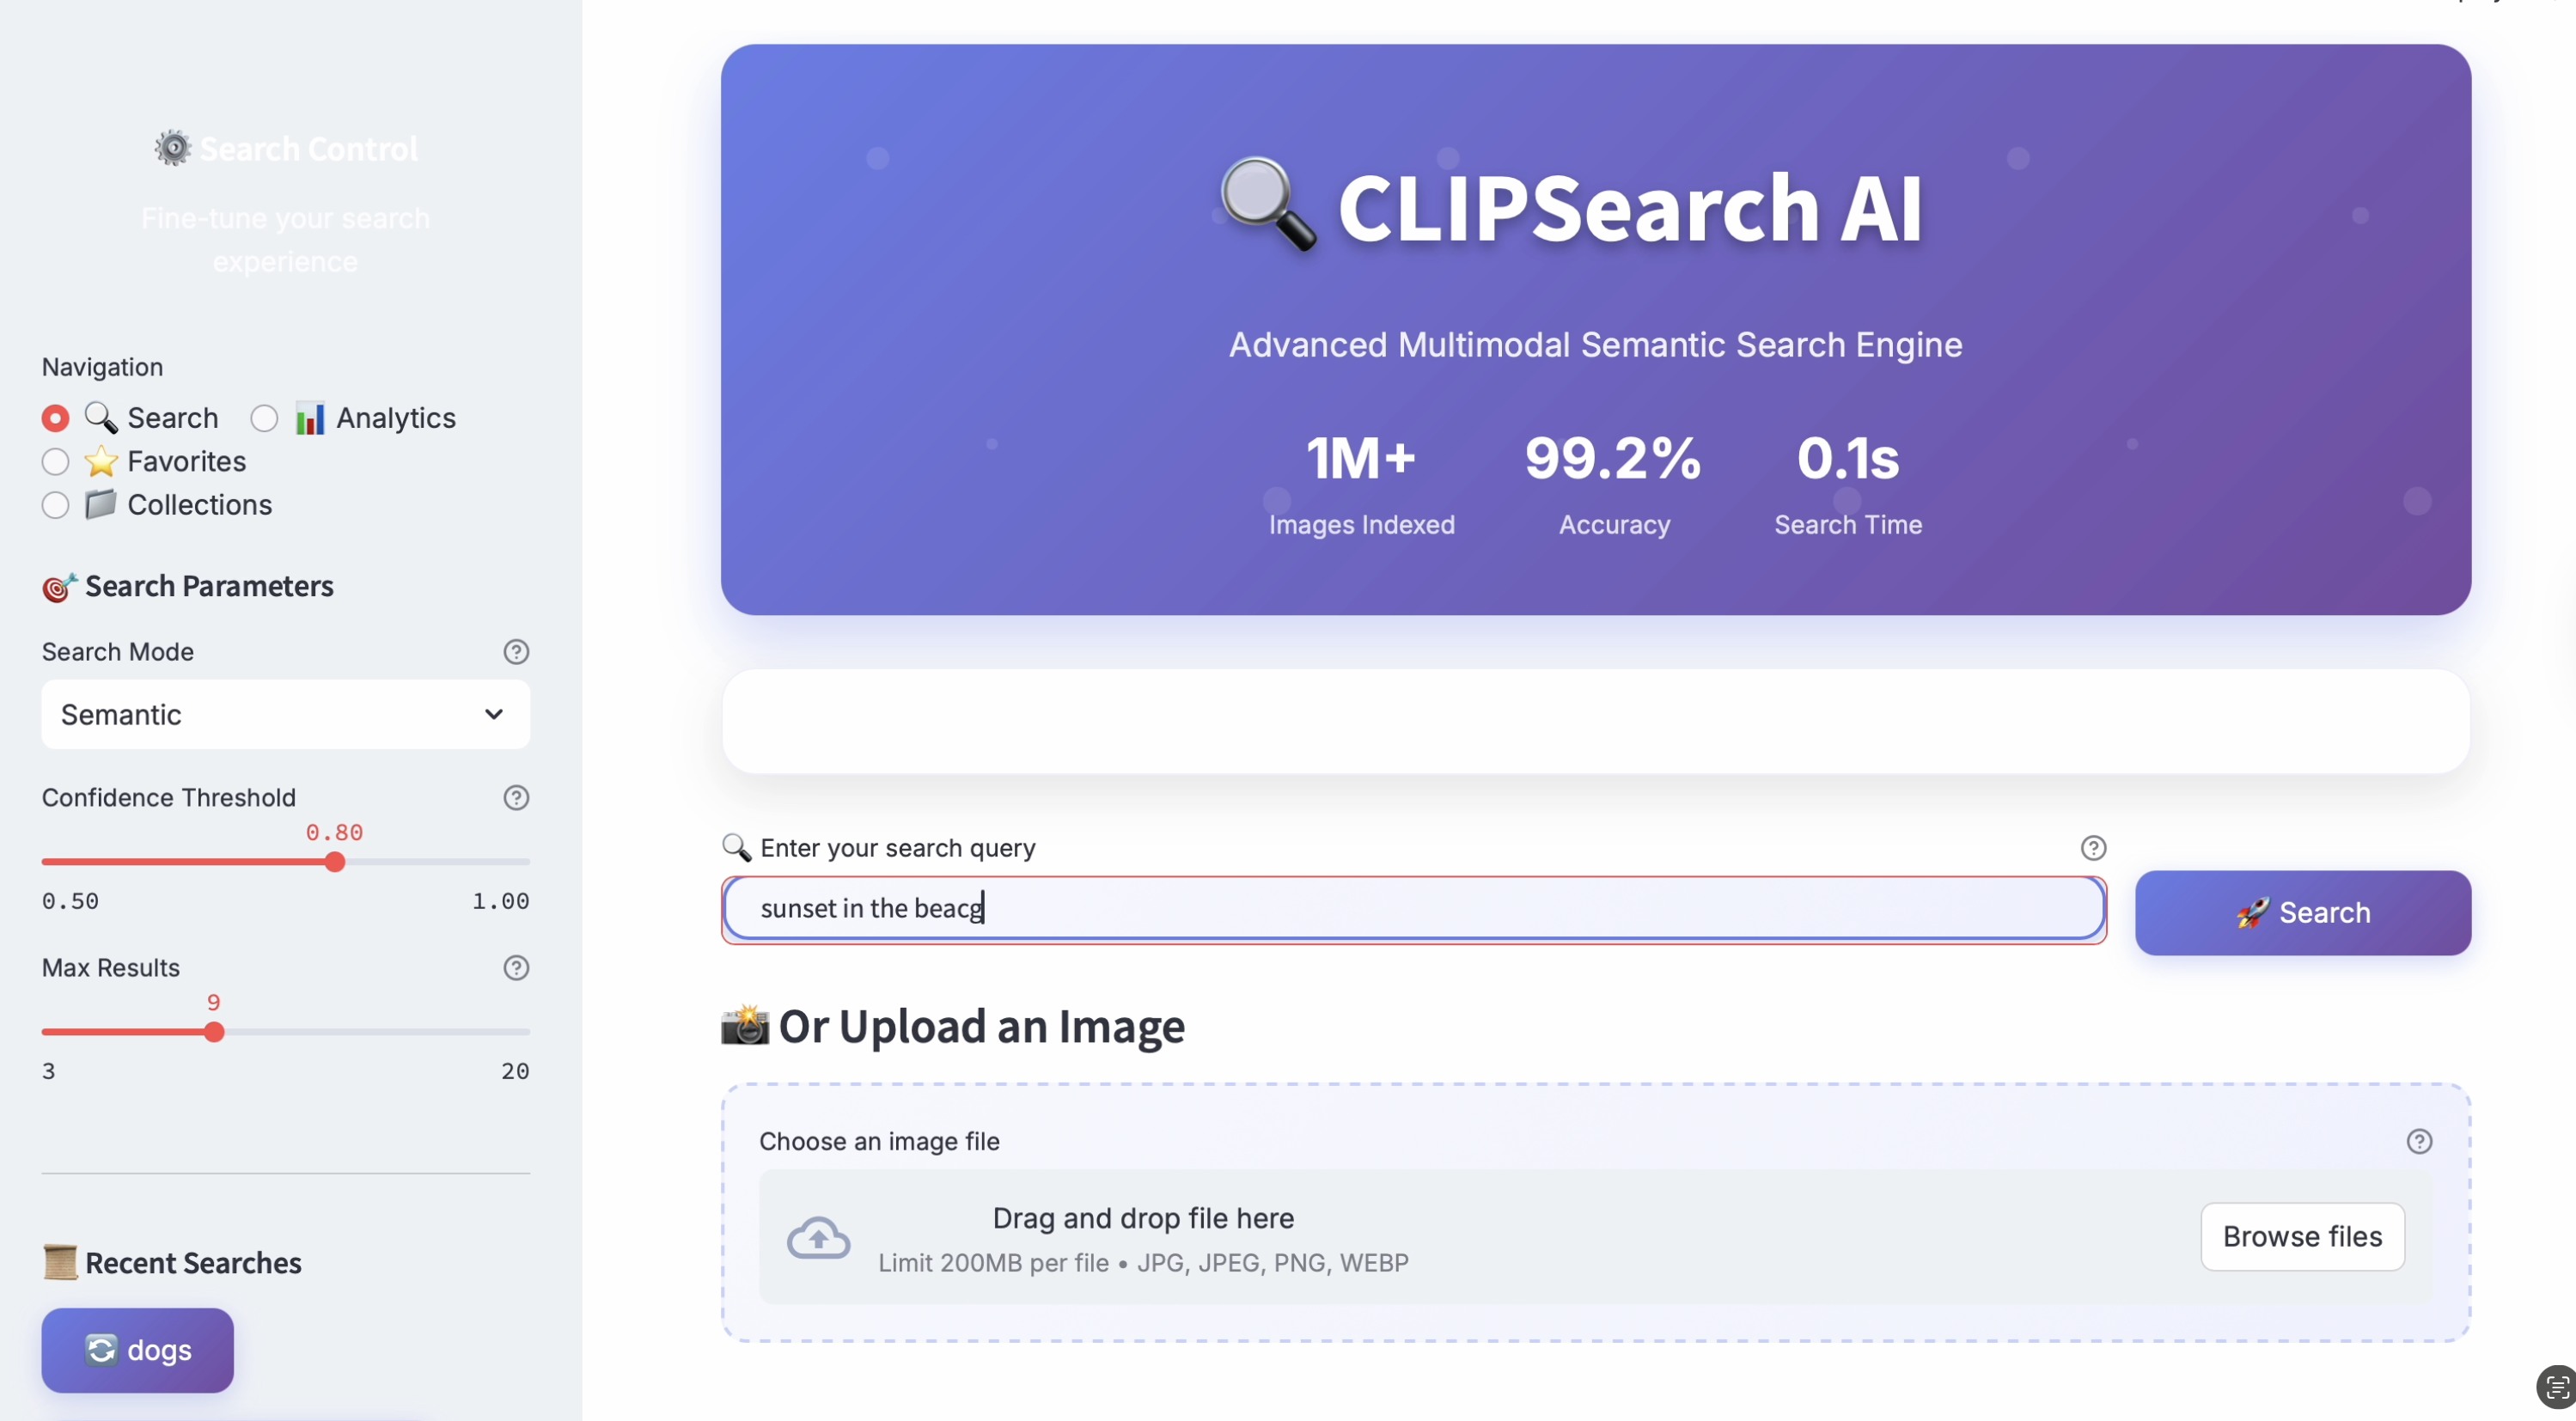 Search Control
Fine-tune your search
experience
Navigation
Search
Analytics
Favorites
Collections
Search Parameters
Search Mode
Semantic
Confidence Threshold
0.80
0.50
1.00
Max Results
9
3
20
Recent Searches
dogs
CLIPSearch AI
Advanced Multimodal Semantic Search Engine
1M+
99.2%
0.1s
Images Indexed
Accuracy
Search Time
Enter your search query
sunset in the beacg
Search
Or Upload an Image
Choose an image file
Drag and drop file here
Limit 200MB per file • JPG, JPEG, PNG, WEBP
Browse files